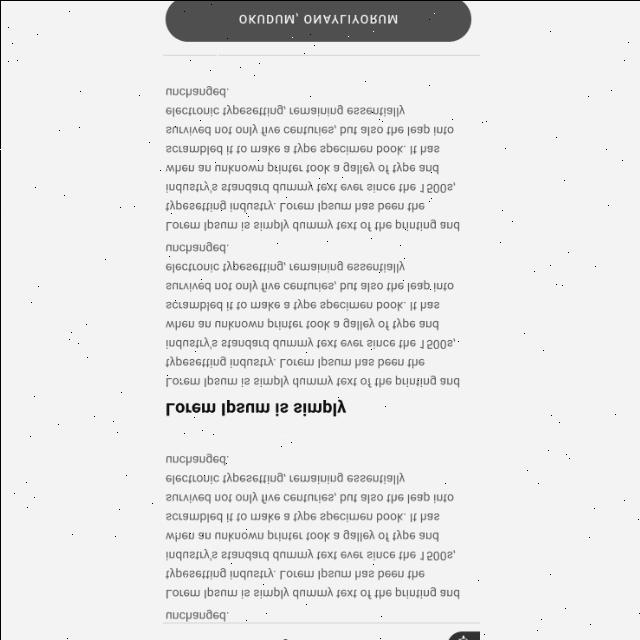 unchanged.
Lorem Ipsum is simply dummy text of the printing and
typesetting industry. Lorem Ipsum has been the
industry's standard dummy text ever since the 1500s,
when an unknown printer took a galley of type and
scrambled it to make a type specimen book. It has
survived not only five centuries, but also the leap into
electronic typesetting, remaining essentially
unchanged.
Lorem Ipsum is simply
Lorem Ipsum is simply dummy text of the printing and
typesetting industry. Lorem Ipsum has been the
industry's standard dummy text ever since the 1500s,
when an unknown printer took a galley of type and
scrambled it to make a type specimen book. It has
survived not only five centuries, but also the leap into
electronic typesetting, remaining essentially
unchanged.
Lorem Ipsum is simply dummy text of the printing and
typesetting industry. Lorem Ipsum has been the
industry's standard dummy text ever since the 1500s,
when an unknown printer took a galley of type and
scrambled it to make a type specimen book. It has
survived not only five centuries, but also the leap into
electronic typesetting, remaining essentially
unchanged.
OKUDUM, ONAYLIYORUM